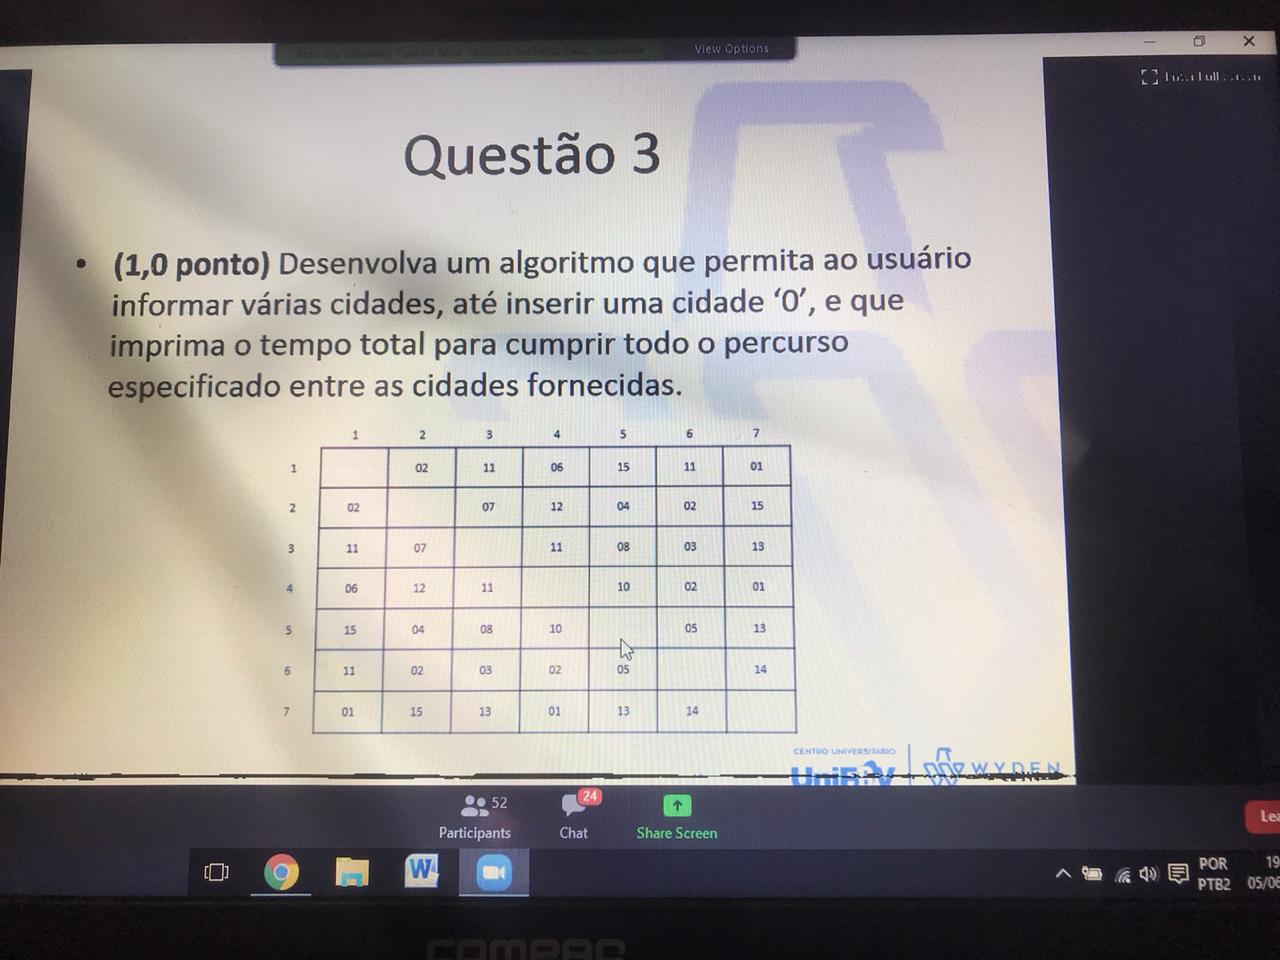 View Options
Questão 3
• (1,0 ponto) Desenvolva um algoritmo que permita ao usuário
informar várias cidades, até inserir uma cidade ‘0’, e que
imprima o tempo total para cumprir todo o percurso
especificado entre as cidades fornecidas.
1 2 3 4 5 6 7
1 02 11 06 15 11 01
2 02 07 12 04 02 15
3 11 07 11 08 03 13
4 06 12 11 10 02 01
5 15 04 08 10 05 13
6 11 02 03 02 05 14
7 01 15 13 01 13 14
CENTRO UNIVERSITÁRIO
WYDEN
52 24
Participants Chat Share Screen
W
POR 19
PTB2 05/06
COMPAQ